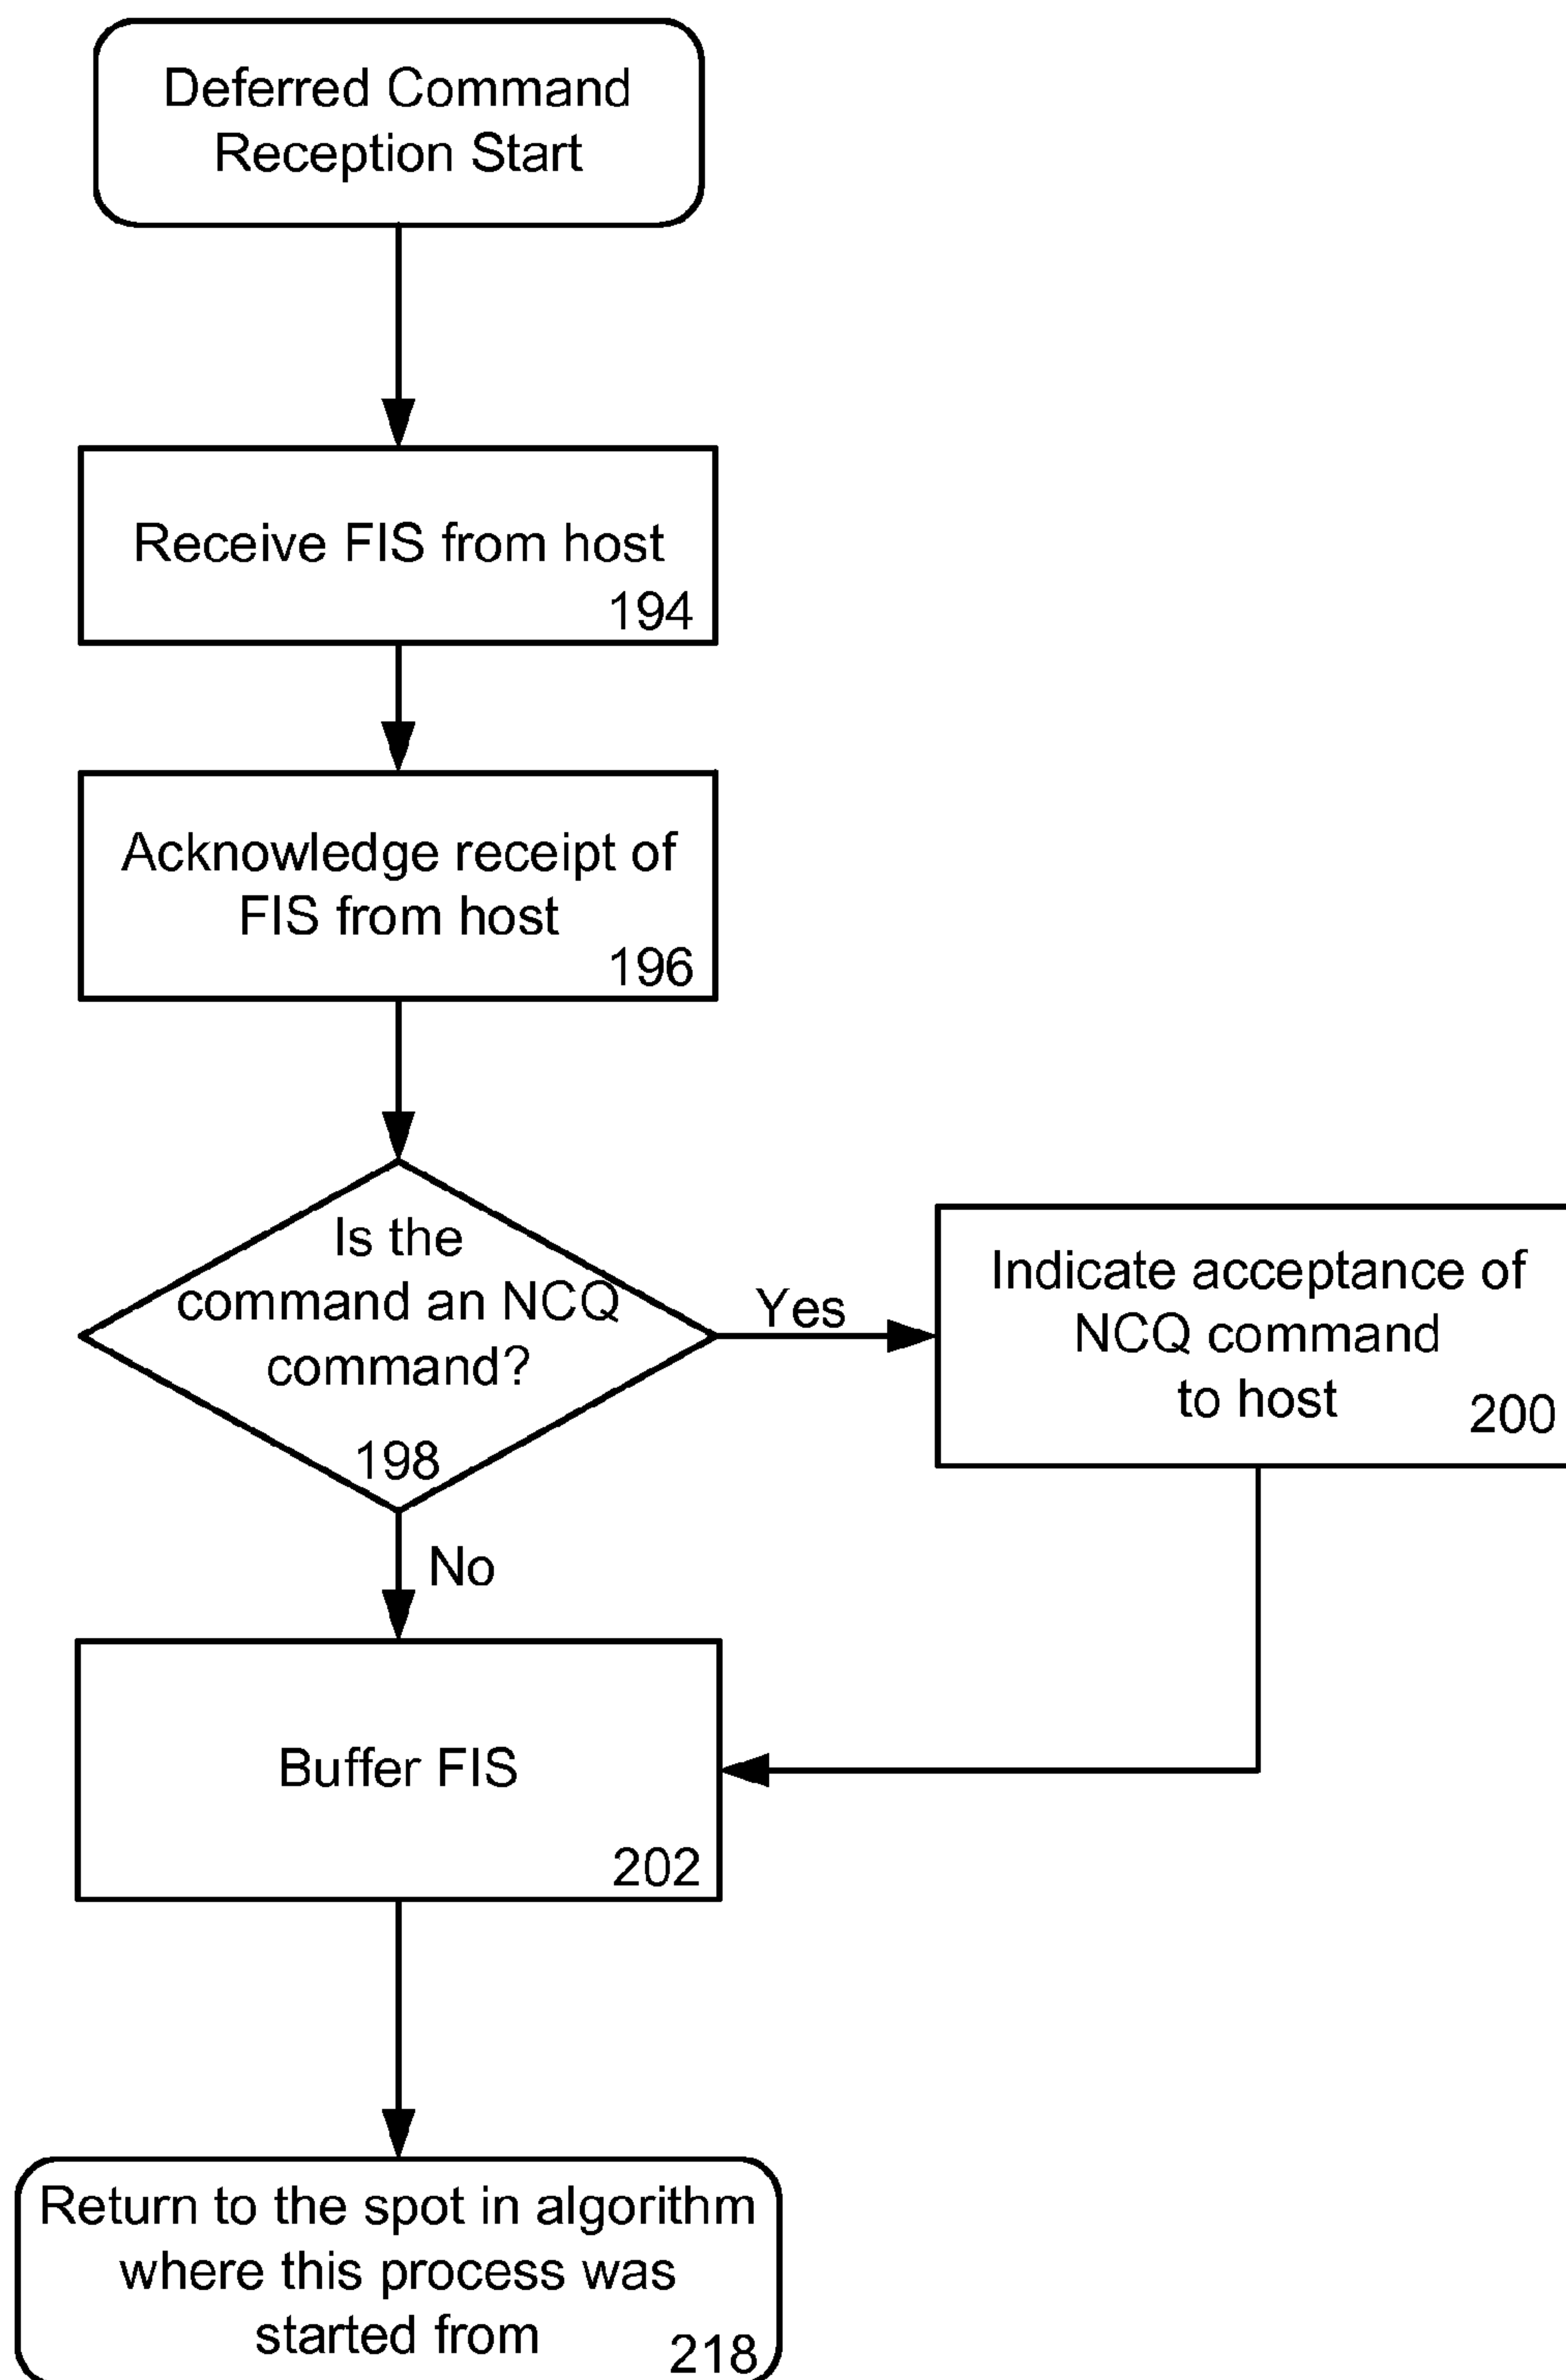 Deferred Command
Reception Start
Receive FIS from host
194
Acknowledge receipt of
FIS from host
196
Is the
command an NCQ
command?
198
Yes
Indicate acceptance of
NCQ command
to host
200
No
Buffer FIS
202
Return to the spot in algorithm
where this process was
started from
218